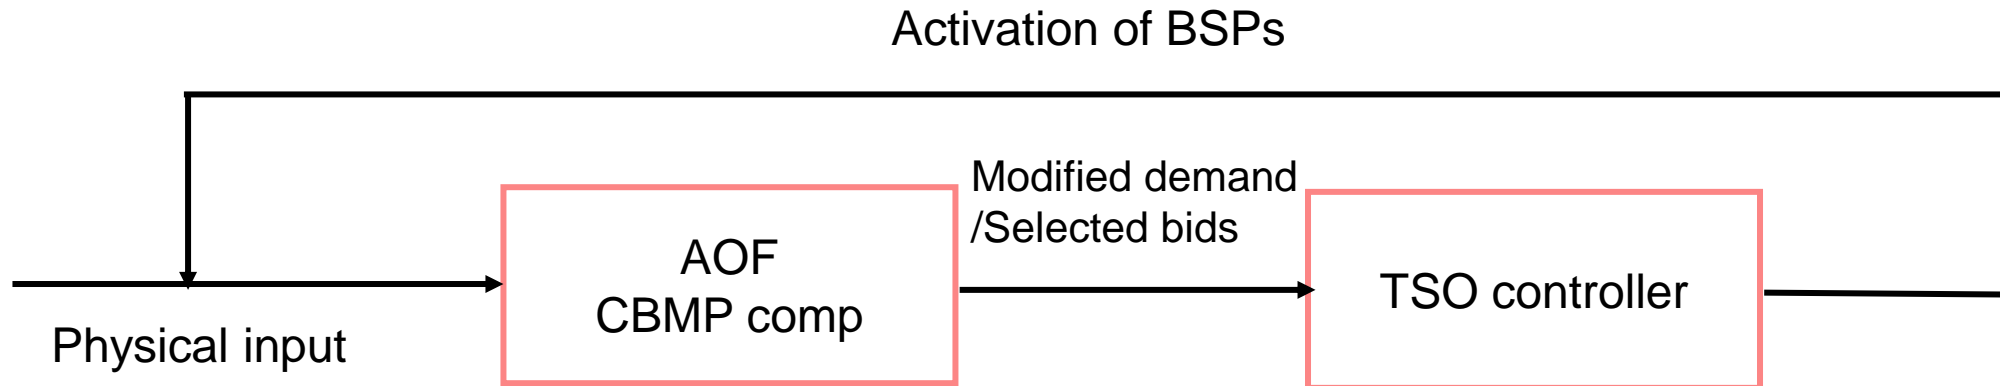 Activation of BSPs
Modified demand
/Selected bids
AOF
CBMP comp
TSO controller
Physical input